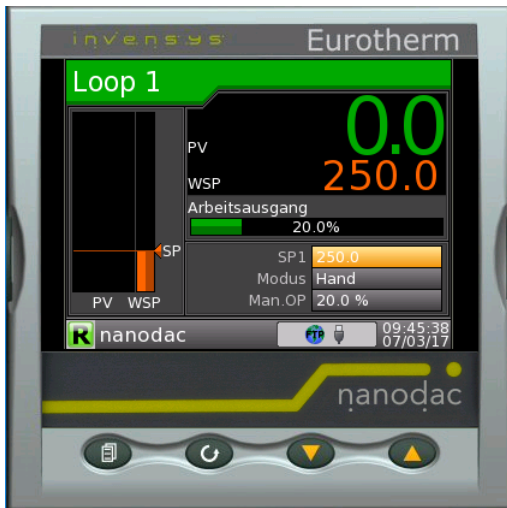 invensys Eurotherm
Loop 1
PV 0.0
WSP 250.0
Arbeitsausgang
20.0%
SP
SP1 250.0
Modus Hand
Man.OP 20.0 %
PV WSP
R nanodac FTP 09:45:38
07/03/17
nanodac